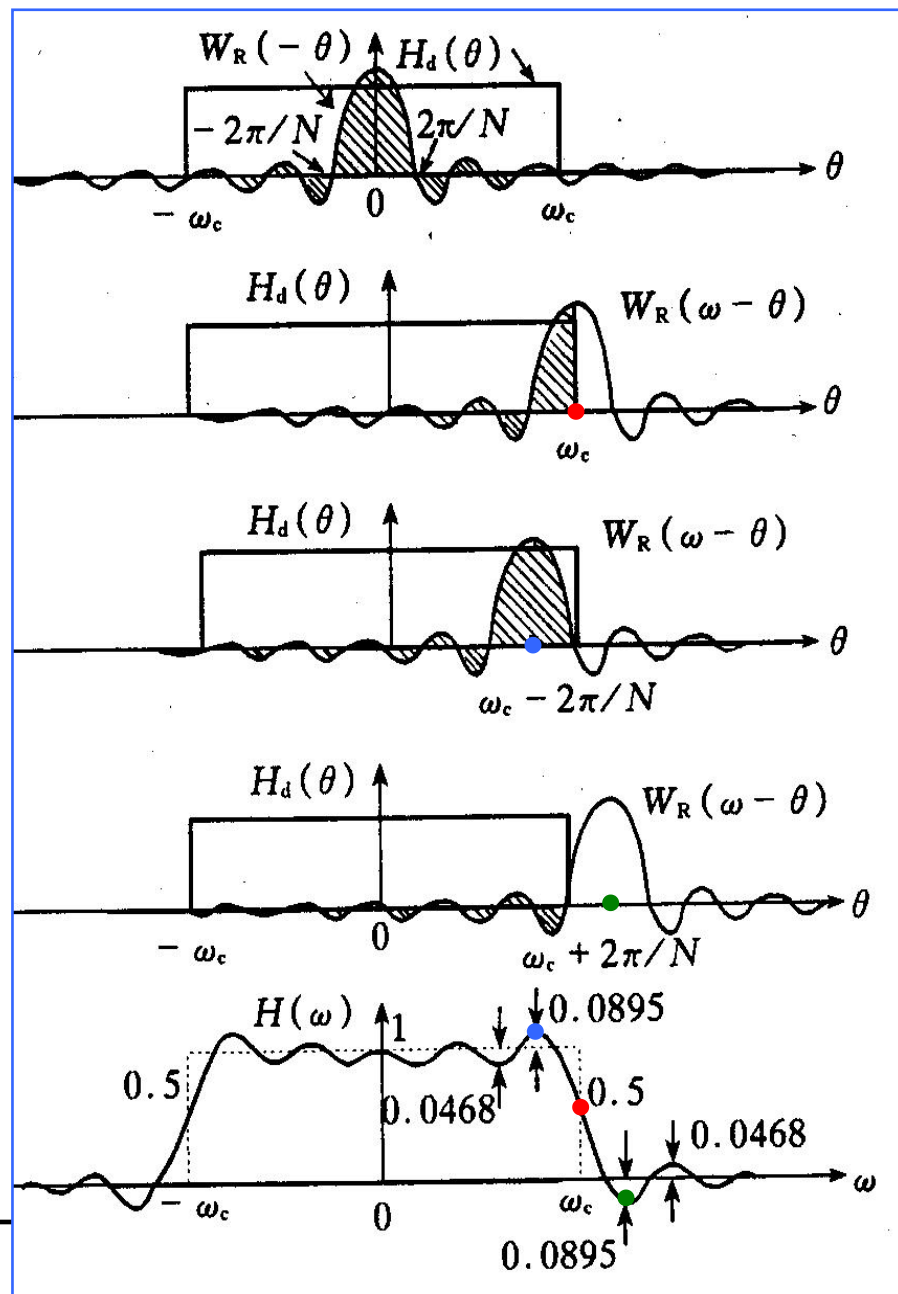 W_R(-θ) H_d(θ)
-2π/N 2π/N
θ
-ω_c 0 ω_c
H_d(θ) W_R(ω-θ)
θ
ω_c
H_d(θ) W_R(ω-θ)
θ
ω_c-2π/N
H_d(θ) W_R(ω-θ)
θ
-ω_c 0 ω_c+2π/N
H(ω) 1 0.0895
0.5 0.0468 0.5 0.0468
-ω_c 0 ω_c ω
0.0895